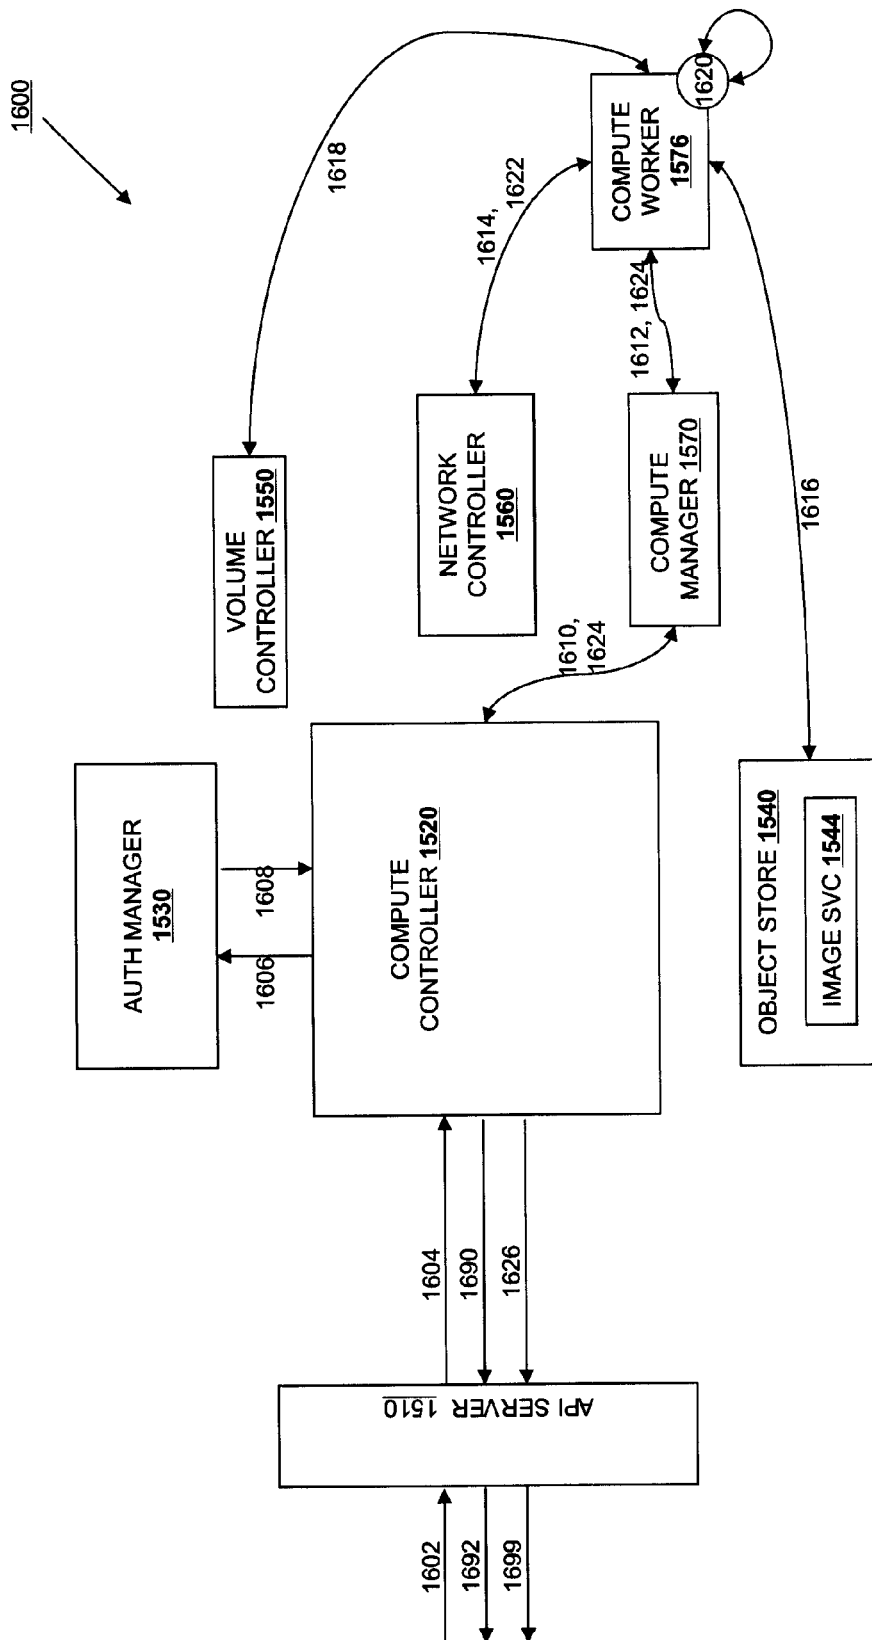 1600
1618
1620
COMPUTE
WORKER
1576
1614,
1622
1612, 1624
VOLUME
CONTROLLER 1550
NETWORK
CONTROLLER
1560
COMPUTE
MANAGER 1570
1616
1610,
1624
AUTH MANAGER
1530
1606
1608
COMPUTE
CONTROLLER 1520
OBJECT STORE 1540
IMAGE SVC 1544
1604
1690
1626
API SERVER 1510
1602
1692
1699